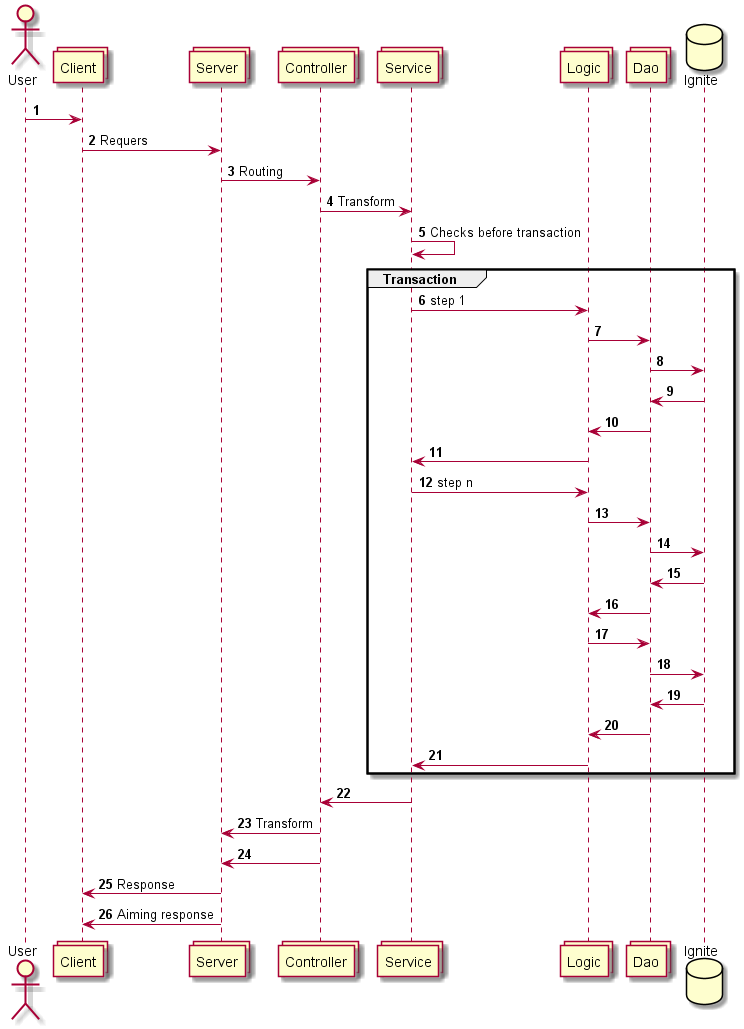 User
Client
Server
Controller
Service
Logic
Dao
Ignite
1
2 Requers
3 Routing
4 Transform
5 Checks before transaction
Transaction
6 step 1
7
8
9
10
11
12 step n
13
14
15
16
17
18
19
20
21
22
23 Transform
24
25 Response
26 Aiming response
User
Client
Server
Controller
Service
Logic
Dao
Ignite